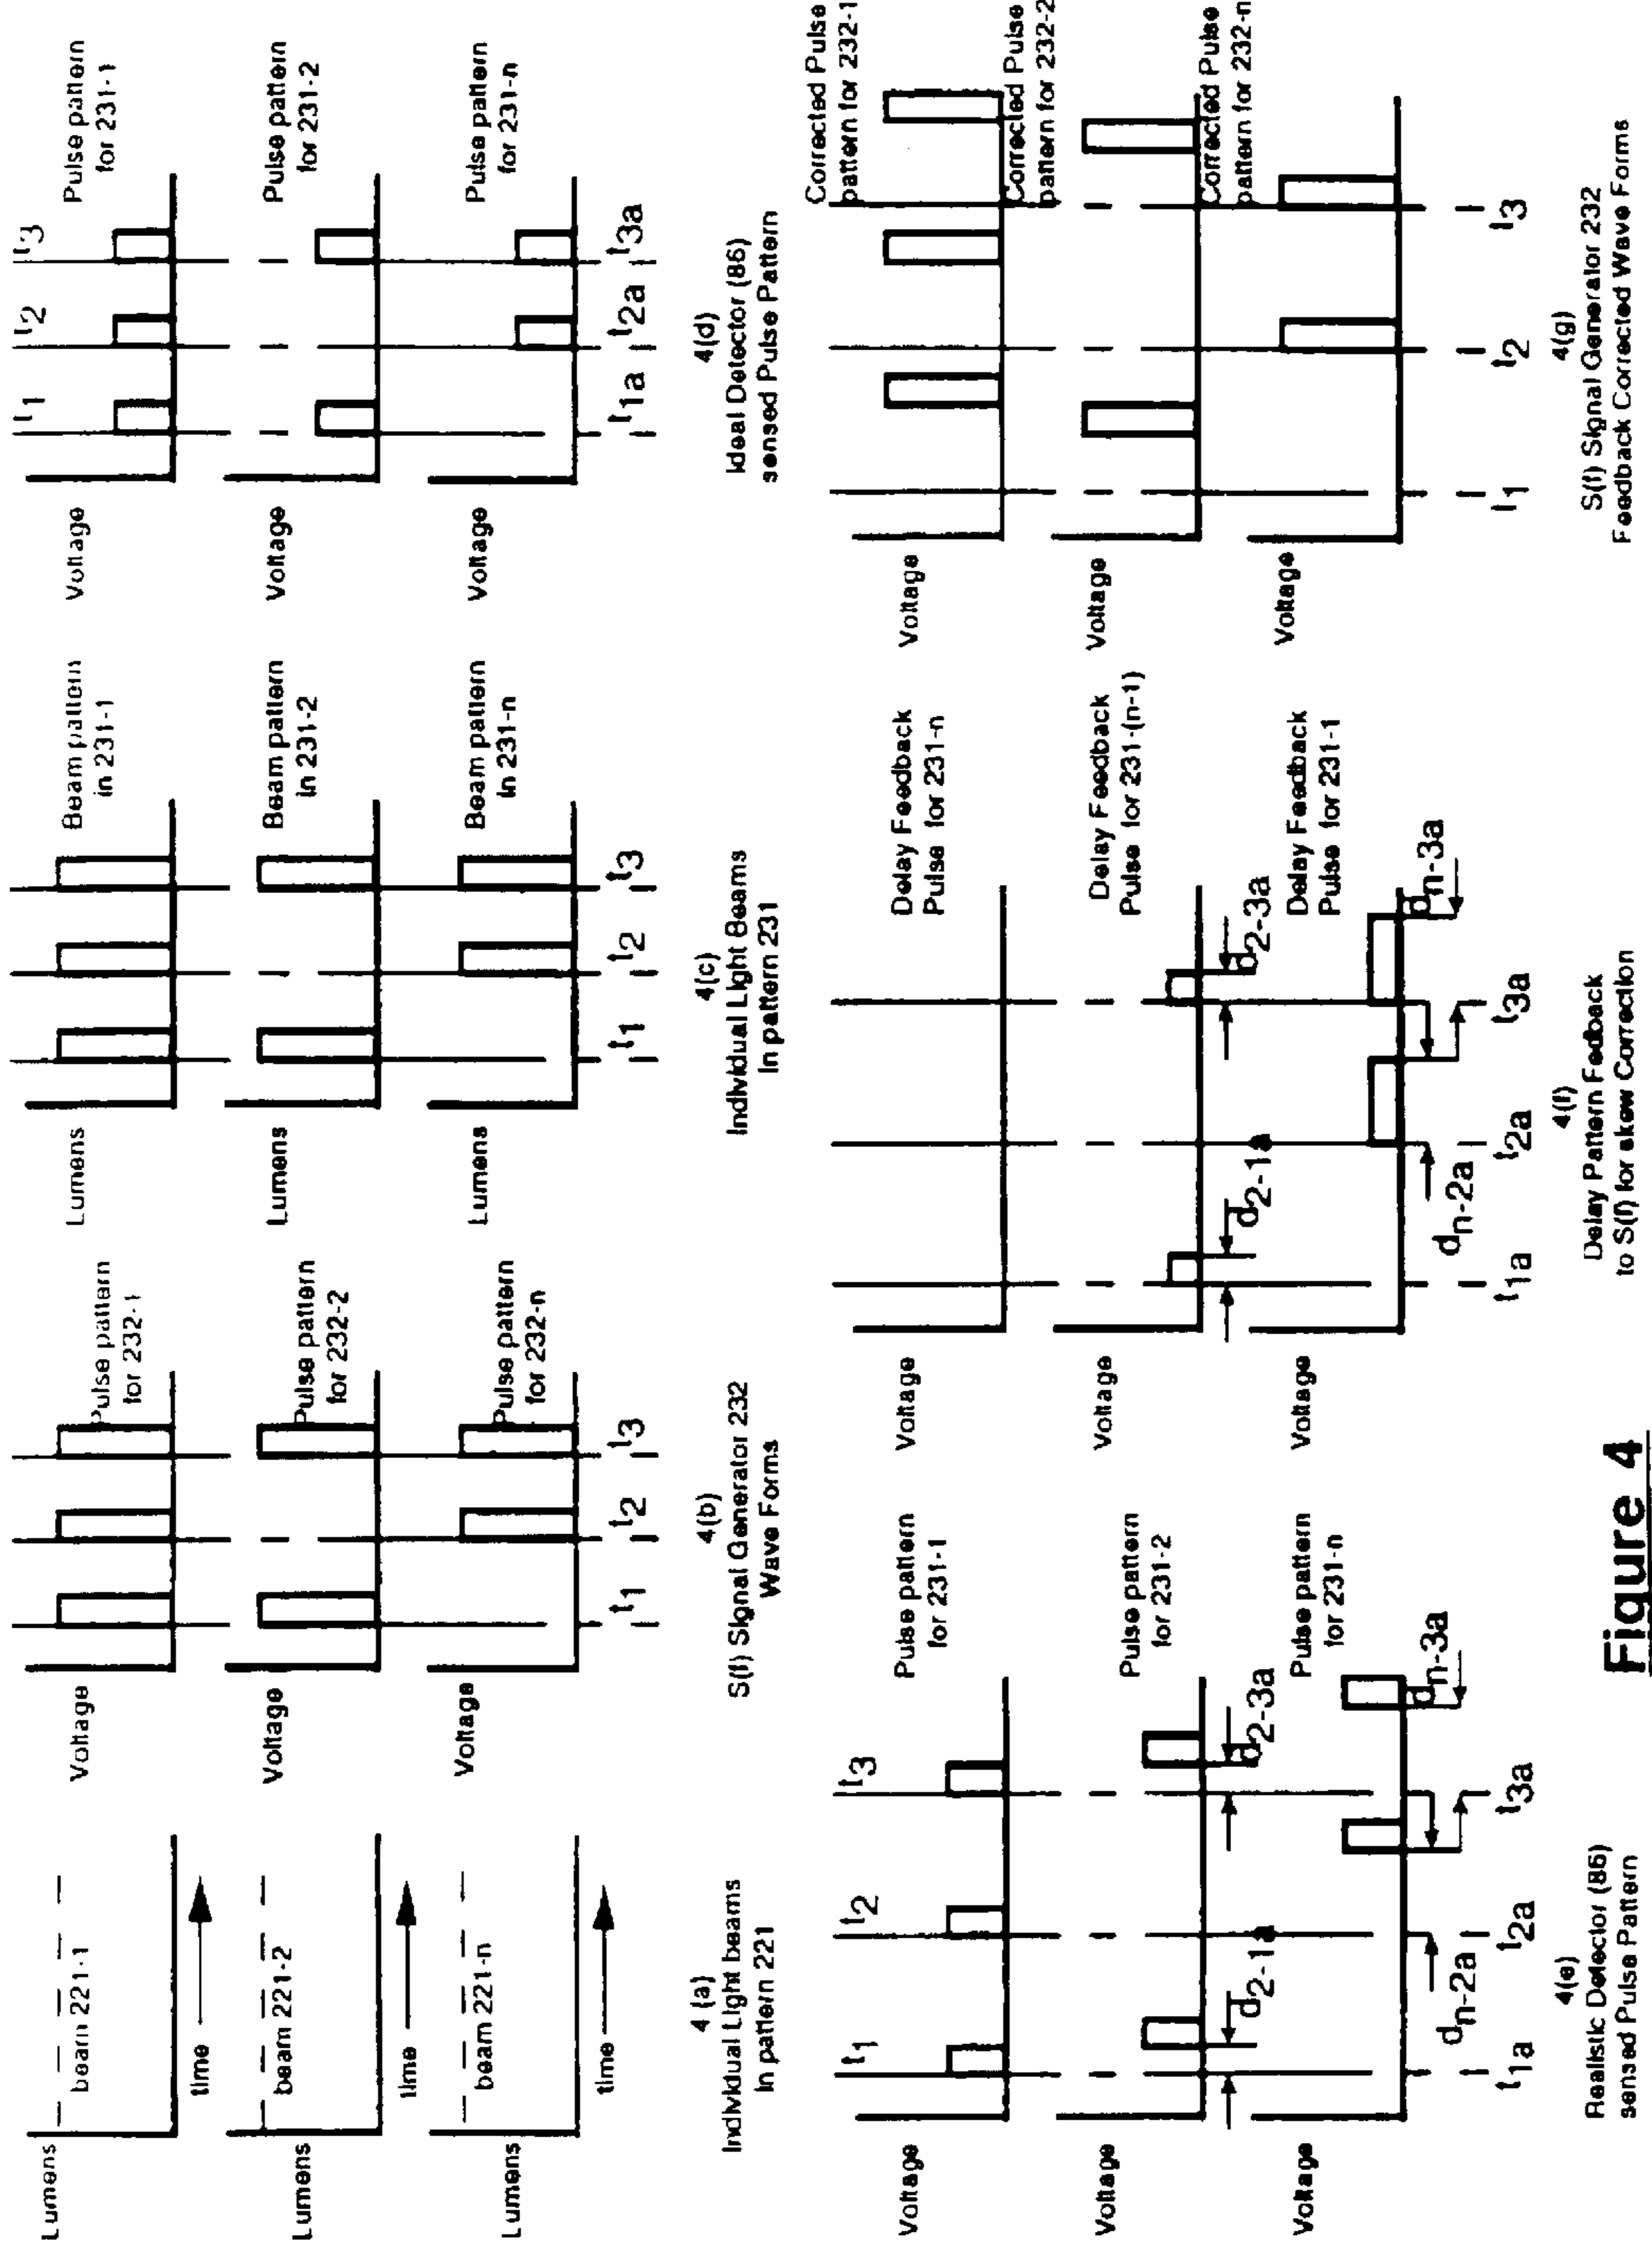 Lumens
beam 221-1
time
Lumens
beam 221-2
time
Lumens
beam 221-n
time
4 (a)
Individual Light beams
in pattern 221
Voltage
Pulse pattern
for 232-1
Voltage
Pulse pattern
for 232-2
Voltage
Pulse pattern
for 232-n
t1
t2
t3
4(b)
S(f) Signal Generator 232
Wave Forms
Lumens
Beam pattern
in 231-1
Lumens
Beam pattern
in 231-2
Lumens
Beam pattern
in 231-n
t1
t2
t3
4(c)
Individual Light Beams
in pattern 231
t1
t2
t3
Voltage
Pulse pattern
for 231-1
Voltage
Pulse pattern
for 231-2
Voltage
Pulse pattern
for 231-n
t1a
t2a
t3a
4(d)
Ideal Detector (86)
sensed Pulse Pattern
t1
t2
t3
Voltage
Pulse pattern
for 231-1
Voltage
Pulse pattern
for 231-2
d2-1a
d2-3a
Voltage
Pulse pattern
for 231-n
dn-2a
dn-3a
t1a
t2a
t3a
4(e)
Realistic Detector (86)
sensed Pulse Pattern
Voltage
Delay Feedback
Pulse for 231-n
Voltage
Delay Feedback
Pulse for 231-(n-1)
d2-1a
d2-3a
Voltage
Delay Feedback
Pulse for 231-1
dn-2a
dn-3a
t1a
t2a
t3a
4(f)
Delay Pattern Fedback
to S(f) for skew Correction
Voltage
Corrected Pulse
pattern for 232-1
Voltage
Corrected Pulse
pattern for 232-2
Voltage
Corrected Pulse
pattern for 232-n
t1
t2
t3
4(g)
S(f) Signal Generator 232
Feedback Corrected Wave Forms
Figure 4